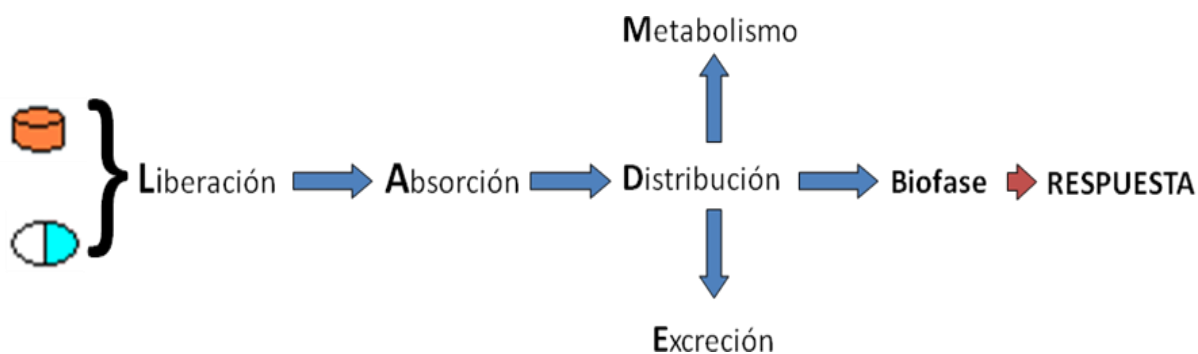 Metabolismo
Liberación
Absorción
Distribución
Biofase
RESPUESTA
Excreción